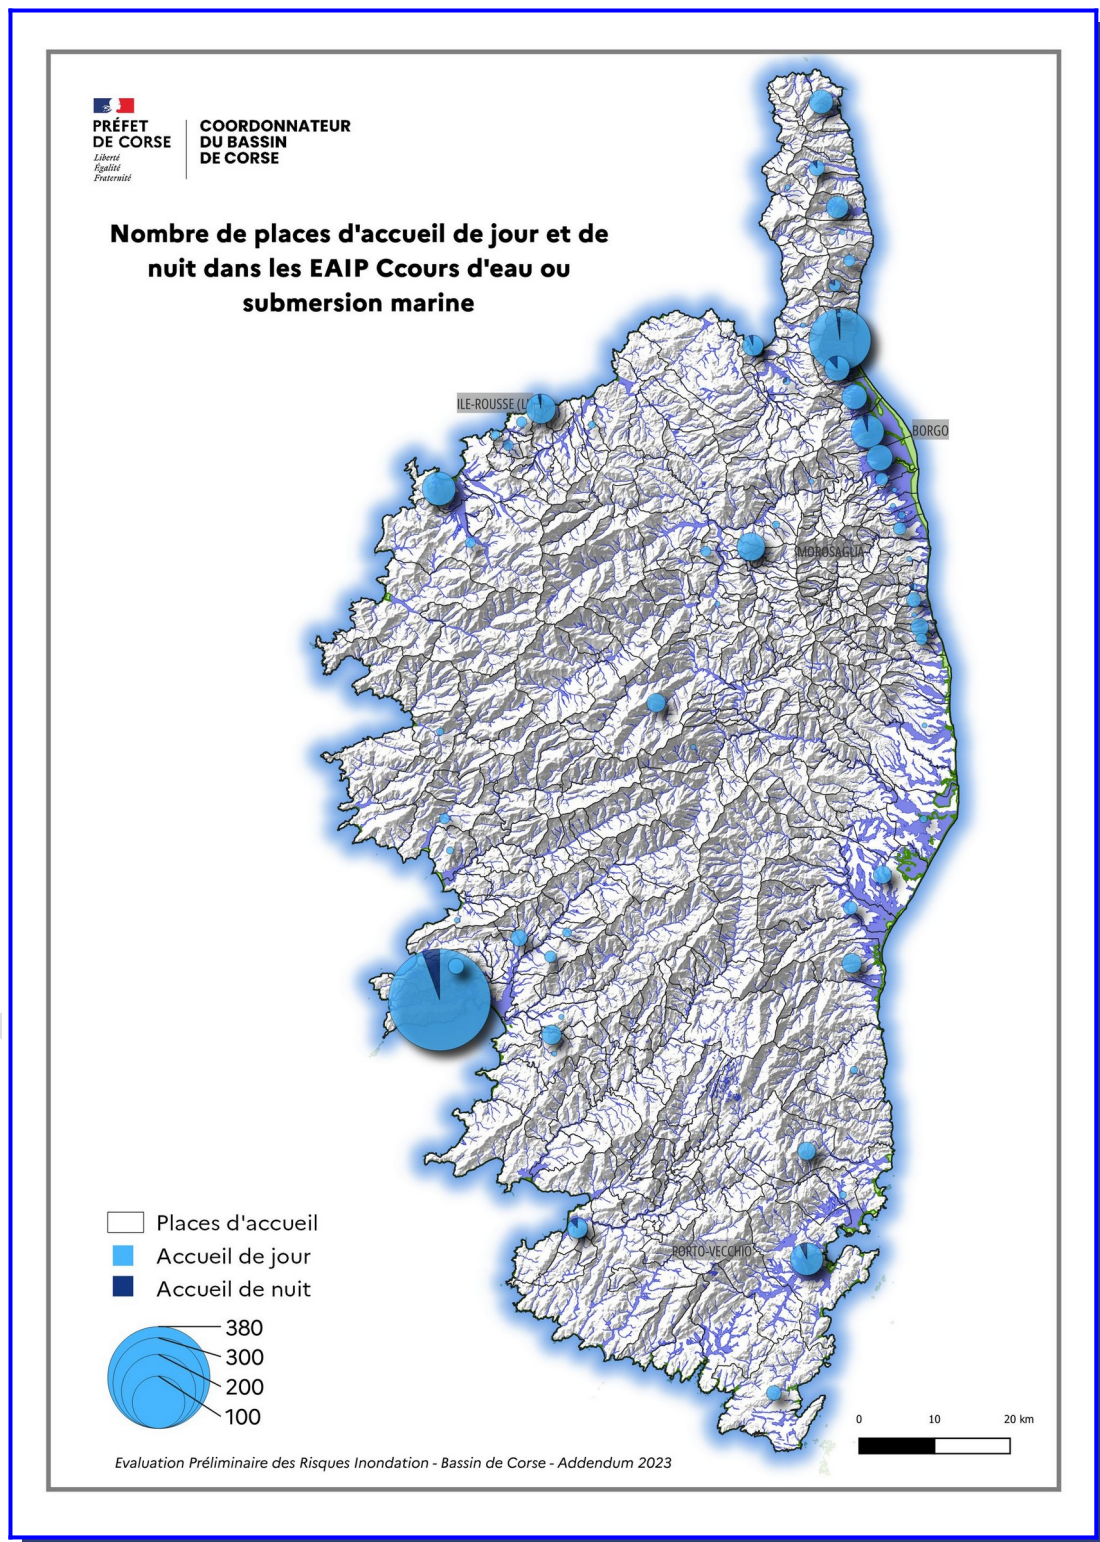 PRÉFET
DE CORSE
Liberté
Égalité
Fraternité
COORDONNATEUR
DU BASSIN
DE CORSE
Nombre de places d'accueil de jour et de
nuit dans les EAIP Ccours d'eau ou
submersion marine
ILE-ROUSSE (L
BORGO
MOROSAGLIA
PORTO-VECCHIO
Places d'accueil
Accueil de jour
Accueil de nuit
380
300
200
100
0 10 20 km
Evaluation Préliminaire des Risques Inondation - Bassin de Corse - Addendum 2023